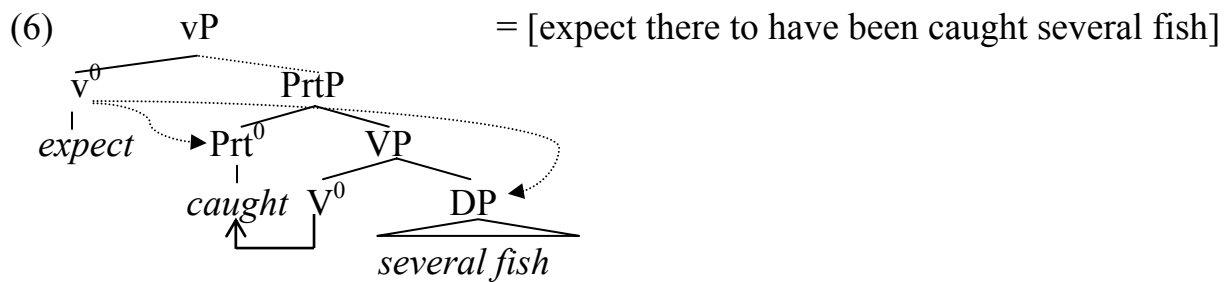 (6) vP = [expect there to have been caught several fish]
v⁰ PrtP
expect Prt⁰ VP
caught V⁰ DP
several fish